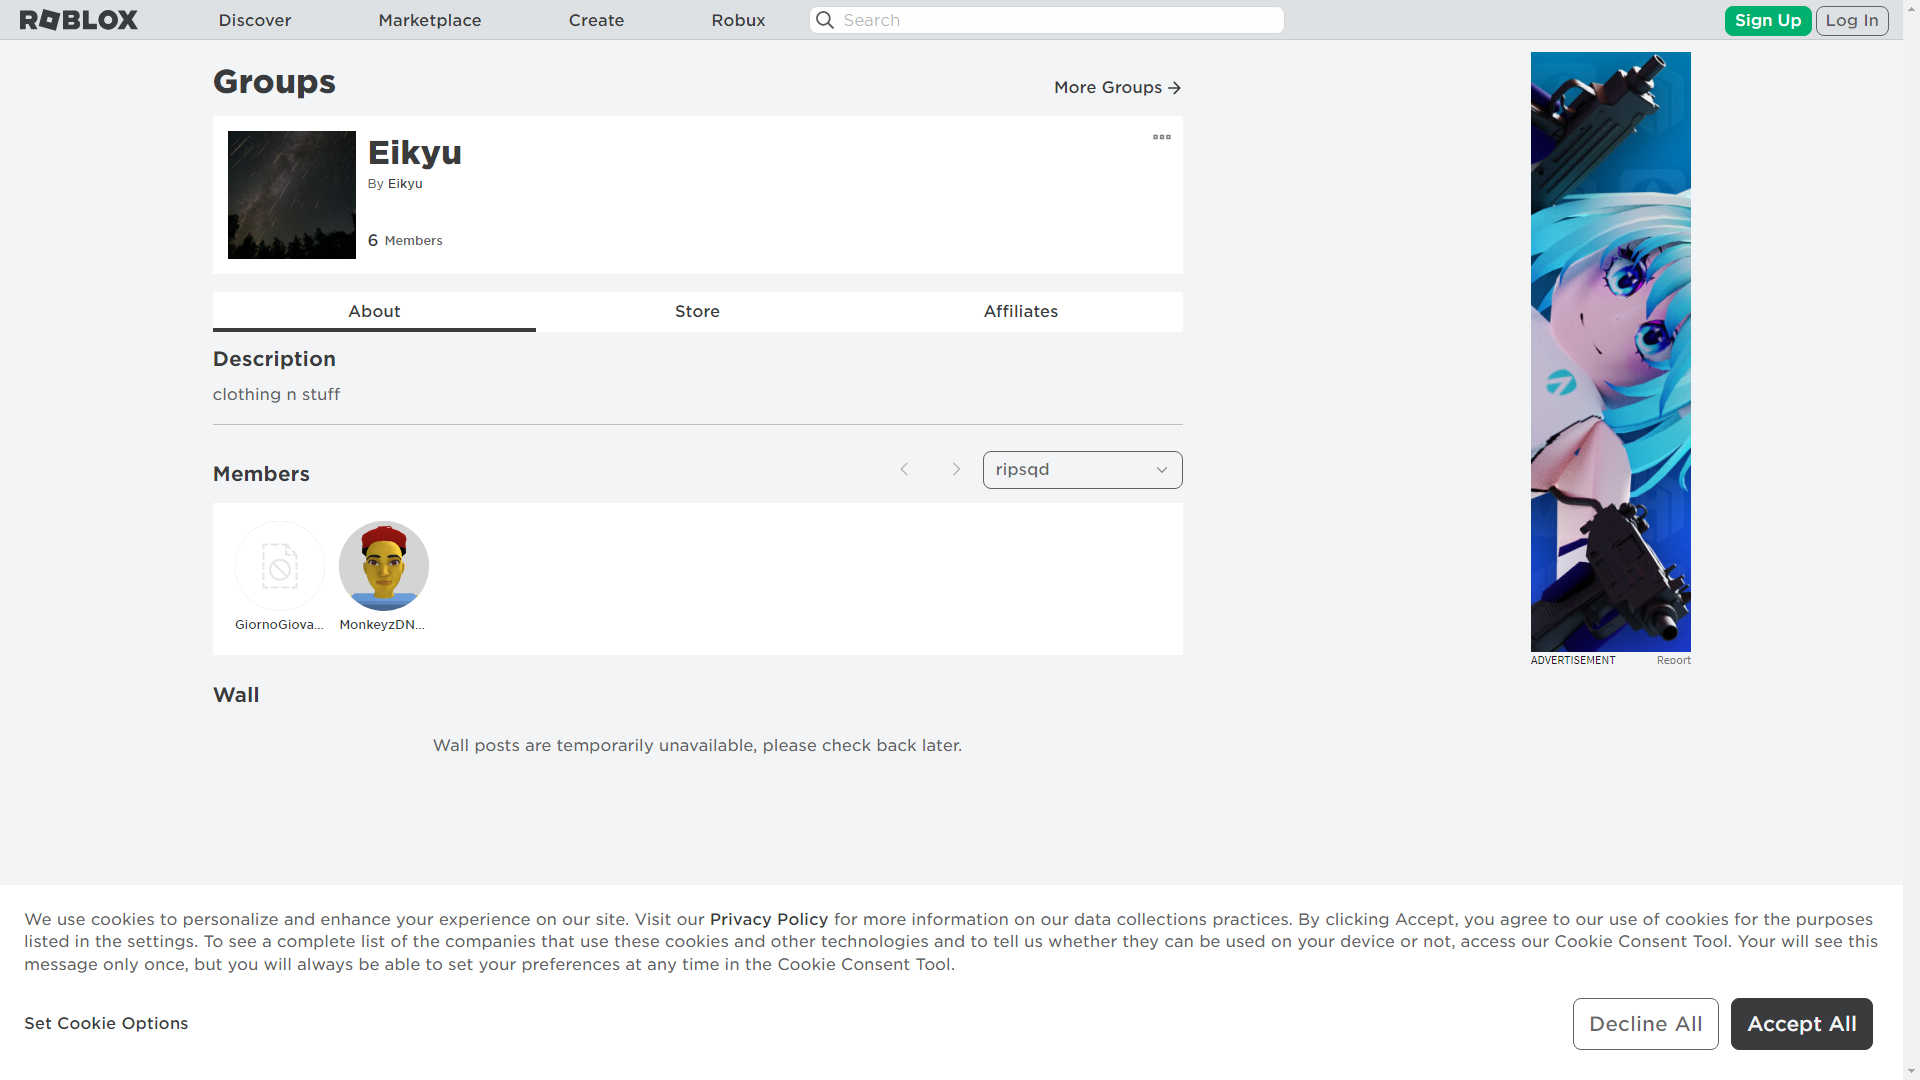 ROBLOX
Discover
Marketplace
Create
Robux
Search
Sign Up
Log In
Groups
More Groups
Eikyu
By Eikyu
6 Members
About
Store
Affiliates
Description
clothing n stuff
Members
ripsqd
GiornoGiova...
MonkeyzDN...
ADVERTISEMENT
Report
Wall
Wall posts are temporarily unavailable, please check back later.
We use cookies to personalize and enhance your experience on our site. Visit our Privacy Policy for more information on our data collections practices. By clicking Accept, you agree to our use of cookies for the purposes
listed in the settings. To see a complete list of the companies that use these cookies and other technologies and to tell us whether they can be used on your device or not, access our Cookie Consent Tool. Your will see this
message only once, but you will always be able to set your preferences at any time in the Cookie Consent Tool.
Set Cookie Options
Decline All
Accept All